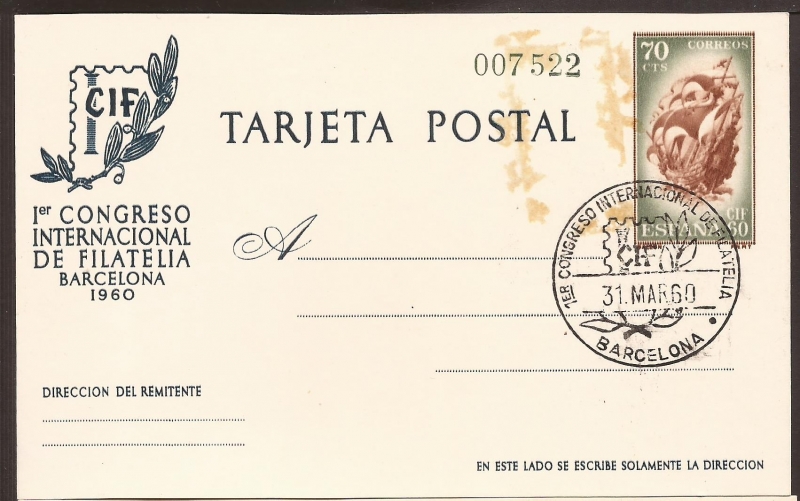 CIF
007522
70 CORREOS
CTS
TARJETA POSTAL
CIF
ESPAÑA 60
1er CONGRESO
INTERNACIONAL
DE FILATELIA
BARCELONA
1960
A
1ER CONGRESO INTERNACIONAL DE FILATELIA
CIF
31.MAR60
BARCELONA
DIRECCION DEL REMITENTE
EN ESTE LADO SE ESCRIBE SOLAMENTE LA DIRECCION